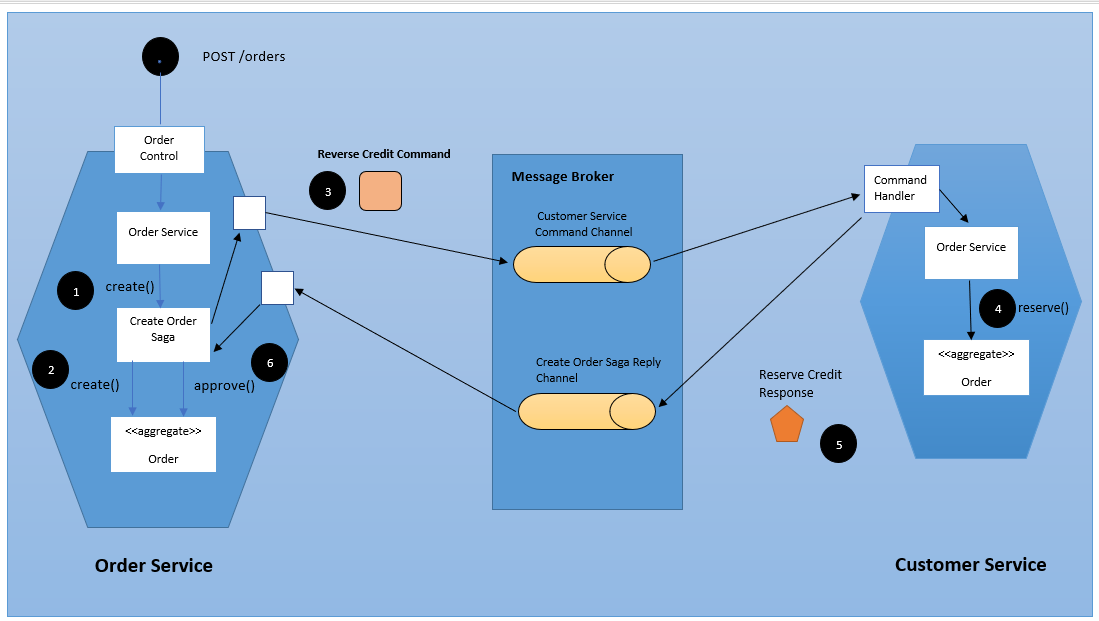 POST /orders
Order
Control
Order Service
1
create()
Create Order
Saga
2
create()
approve()
6
<<aggregate>>
Order
Order Service
Reverse Credit Command
3
Message Broker
Customer Service
Command Channel
Create Order Saga Reply
Channel
Reserve Credit
Response
5
Command
Handler
Order Service
4
reserve()
<<aggregate>>
Order
Customer Service